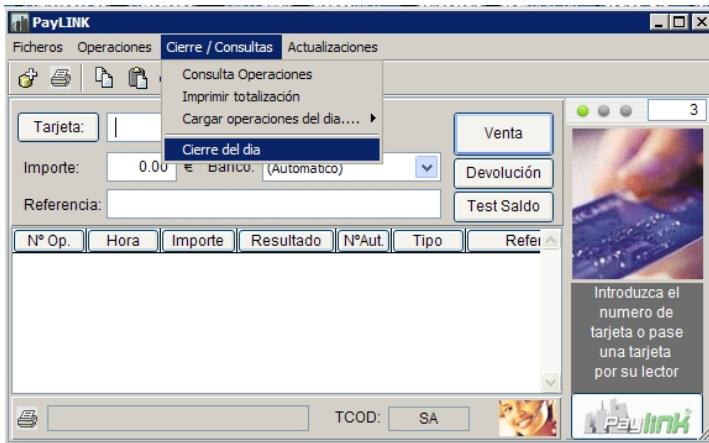 PayLINK
Ficheros Operaciones Cierre / Consultas Actualizaciones
Consulta Operaciones
Imprimir totalización
Cargar operaciones del dia....
Cierre del dia
3
Tarjeta:
Venta
Importe: 0.00 € Banco: (Automatico)
Devolución
Referencia:
Test Saldo
Nº Op. Hora Importe Resultado NºAut. Tipo Refer
Introduzca el
numero de
tarjeta o pase
una tarjeta
por su lector
TCOD: SA
Paylink